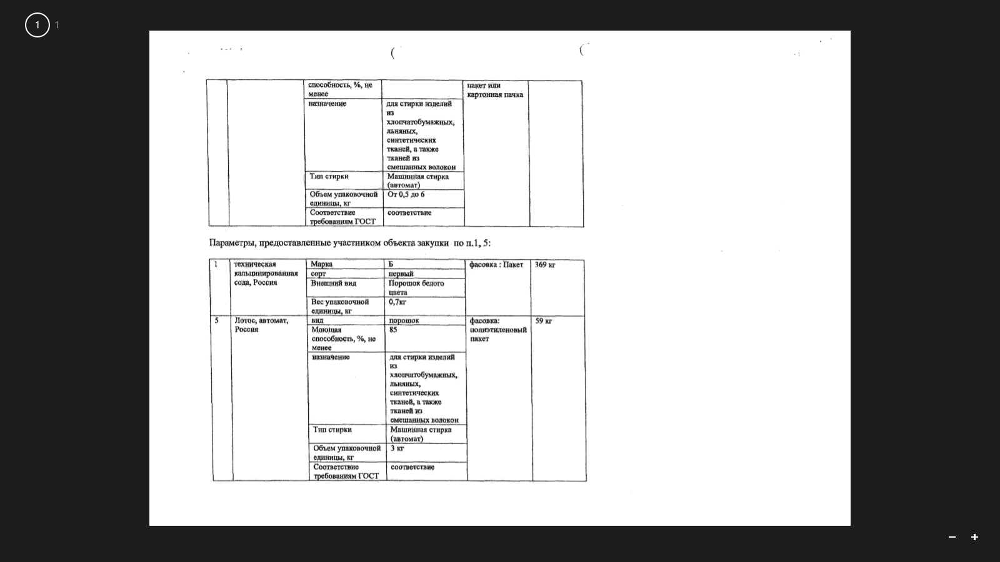 1 1
способность, %, не
менее
пакет или
картонная пачка
назначение
для стирки изделий
из
хлопчатобумажных,
льняных,
синтетических
тканей, а также
тканей из
смешанных волокон
Тип стирки
Машинная стирка
(автомат)
Объем упаковочной
единицы, кг
От 0,5 до 6
Соответствие
требованиям ГОСТ
соответствие
Параметры, предоставленные участником объекта закупки по п.1, 5:
1
техническая
кальцинированная
сода, Россия
Марка
Б
фасовка : Пакет
369 кг
сорт
первый
Внешний вид
Порошок белого
цвета
Вес упаковочной
единицы, кг
0,7кг
5
Лотос, автомат,
Россия
вид
порошок
фасовка:
полиэтиленовый
пакет
59 кг
Моющая
способность, %, не
менее
85
назначение
для стирки изделий
из
хлопчатобумажных,
льняных,
синтетических
тканей, а также
тканей из
смешанных волокон
Тип стирки
Машинная стирка
(автомат)
Объем упаковочной
единицы, кг
3 кг
Соответствие
требованиям ГОСТ
соответствие